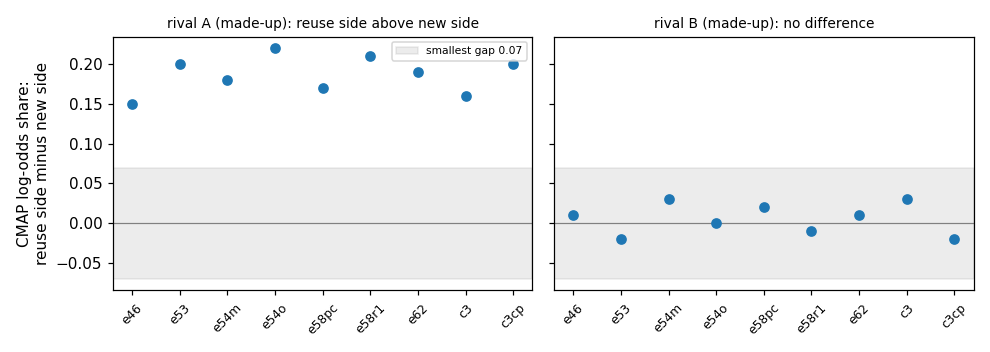 rival A (made-up): reuse side above new side
CMAP log-odds share:
reuse side minus new side
0.20
0.15
0.10
0.05
0.00
−0.05
smallest gap 0.07
e46
e53
e54m
e54o
e58pc
e58r1
e62
c3
c3cp
rival B (made-up): no difference
e46
e53
e54m
e54o
e58pc
e58r1
e62
c3
c3cp